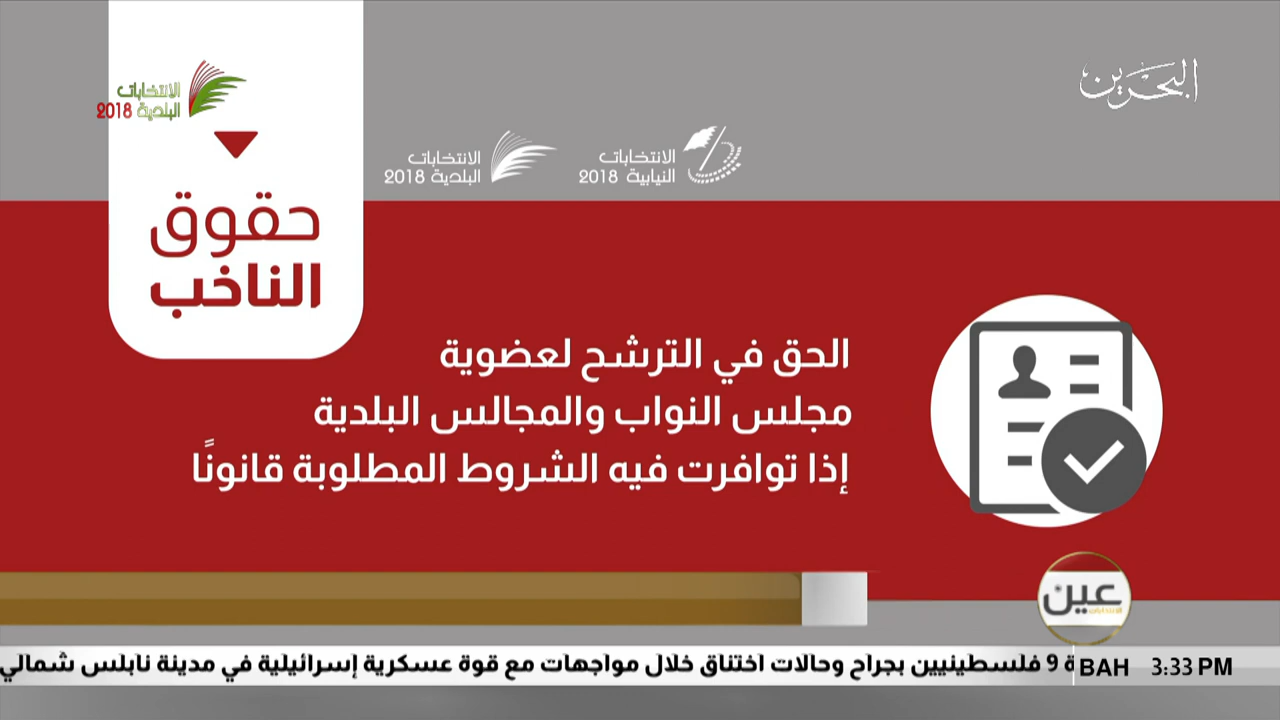 البحرين
الانتخابات
البلدية 2018
الانتخابات
النيابية 2018
الانتخابات
البلدية 2018
حقوق
الناخب
الحق في الترشح لعضوية
مجلس النواب والمجالس البلدية
إذا توافرت فيه الشروط المطلوبة قانونًا
عين
الانتخابات
ة 9 فلسطينيين بجراح وحالات اختناق خلال مواجهات مع قوة عسكرية إسرائيلية في مدينة نابلس شمالي
BAH 3:33 PM